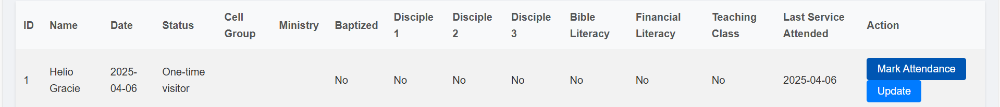 ID Name Date Status Cell Group Ministry Baptized Disciple 1 Disciple 2 Disciple 3 Bible Literacy Financial Literacy Teaching Class Last Service Attended Action
1 Helio Gracie 2025-04-06 One-time visitor No No No No No No No 2025-04-06 Mark Attendance
Update